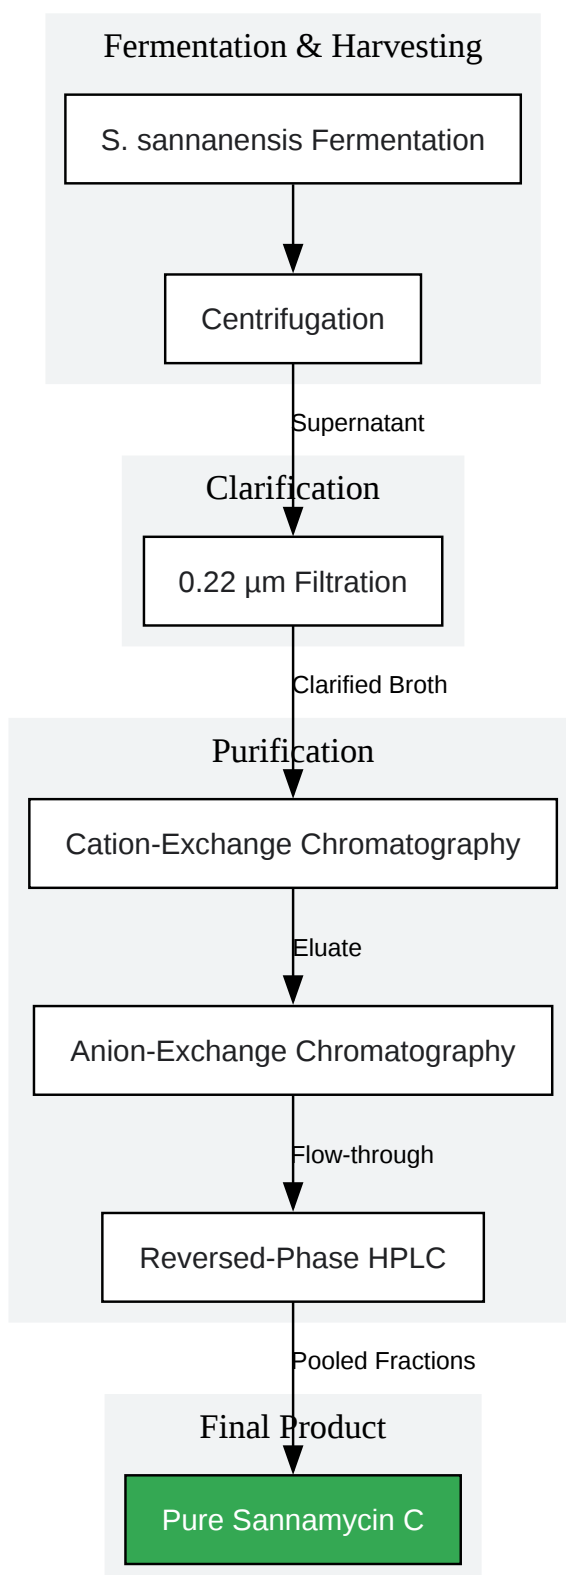 Fermentation & Harvesting
S. sannanensis Fermentation
Centrifugation
Supernatant
Clarification
0.22 µm Filtration
Clarified Broth
Purification
Cation-Exchange Chromatography
Eluate
Anion-Exchange Chromatography
Flow-through
Reversed-Phase HPLC
Pooled Fractions
Final Product
Pure Sannamycin C